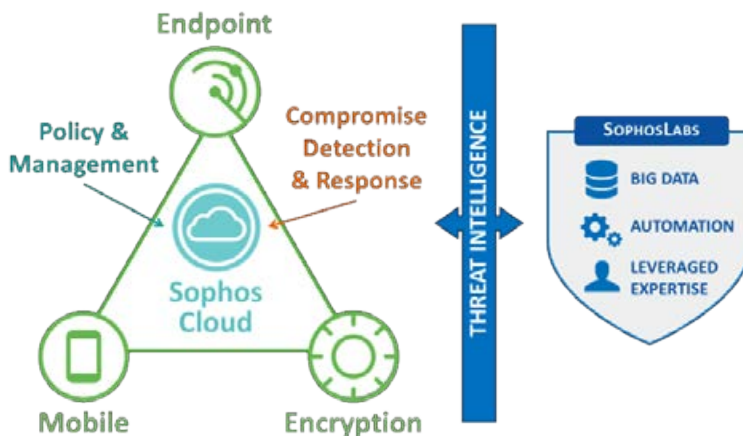 Endpoint
Policy &
Management
Compromise
Detection
& Response
Sophos
Cloud
Mobile
Encryption
THREAT INTELLIGENCE
SOPHOSLABS
BIG DATA
AUTOMATION
LEVERAGED
EXPERTISE